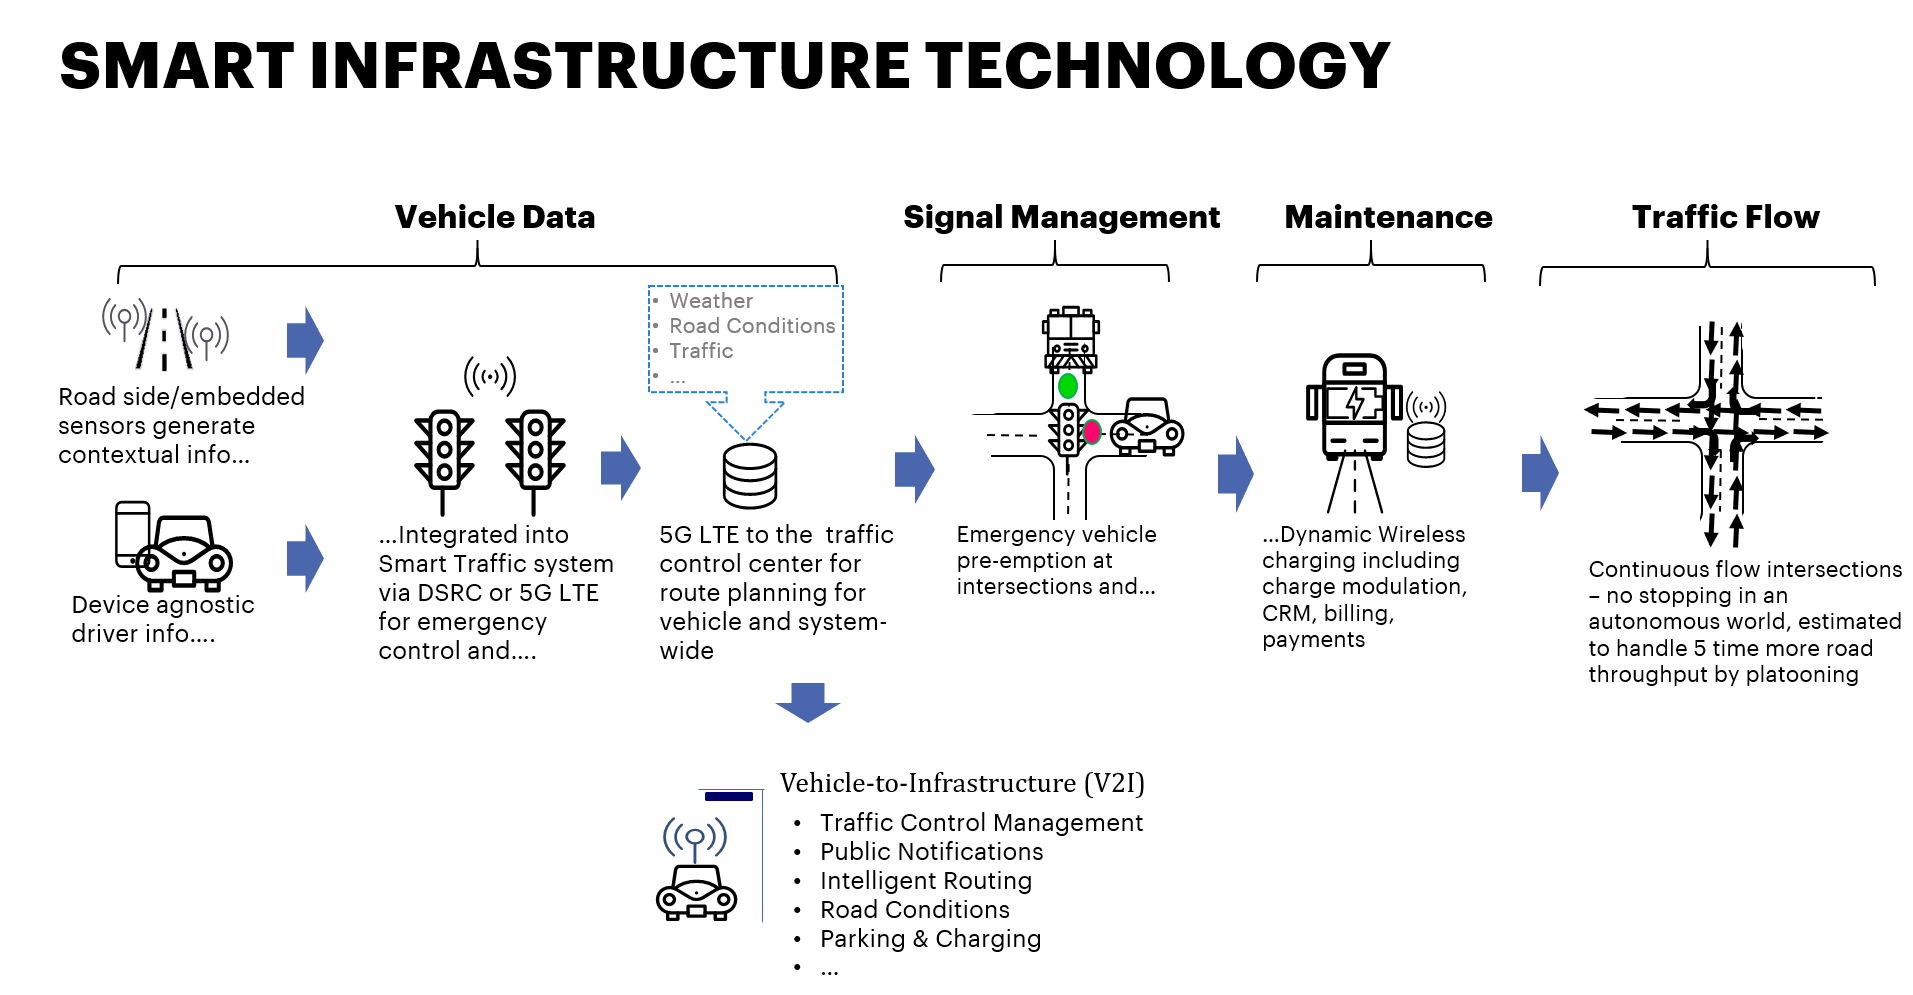 SMART INFRASTRUCTURE TECHNOLOGY
Vehicle Data
Road side/embedded
sensors generate
contextual info...
Device agnostic
driver info....
...Integrated into
Smart Traffic system
via DSRC or 5G LTE
for emergency
control and....
• Weather
• Road Conditions
• Traffic
• ...
5G LTE to the traffic
control center for
route planning for
vehicle and system-
wide
Signal Management
Emergency vehicle
pre-emption at
intersections and...
Maintenance
...Dynamic Wireless
charging including
charge modulation,
CRM, billing,
payments
Traffic Flow
Continuous flow intersections
– no stopping in an
autonomous world, estimated
to handle 5 time more road
throughput by platooning
Vehicle-to-Infrastructure (V2I)
• Traffic Control Management
• Public Notifications
• Intelligent Routing
• Road Conditions
• Parking & Charging
• ...